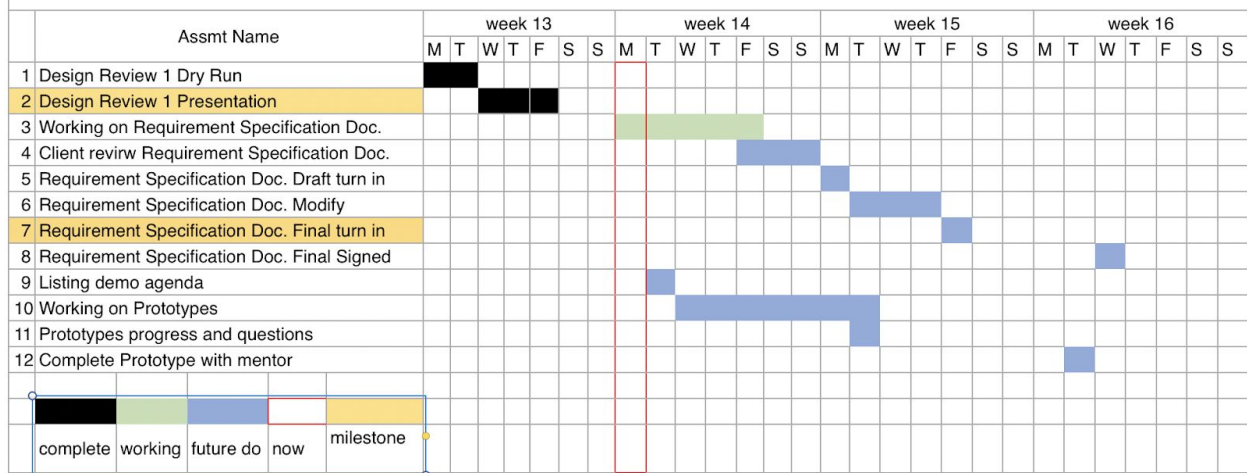 week 13 week 14 week 15 week 16
Assmt Name
M T W T F S S M T W T F S S M T W T F S S M T W T F S S
1 Design Review 1 Dry Run
2 Design Review 1 Presentation
3 Working on Requirement Specification Doc.
4 Client revirw Requirement Specification Doc.
5 Requirement Specification Doc. Draft turn in
6 Requirement Specification Doc. Modify
7 Requirement Specification Doc. Final turn in
8 Requirement Specification Doc. Final Signed
9 Listing demo agenda
10 Working on Prototypes
11 Prototypes progress and questions
12 Complete Prototype with mentor
complete working future do now milestone